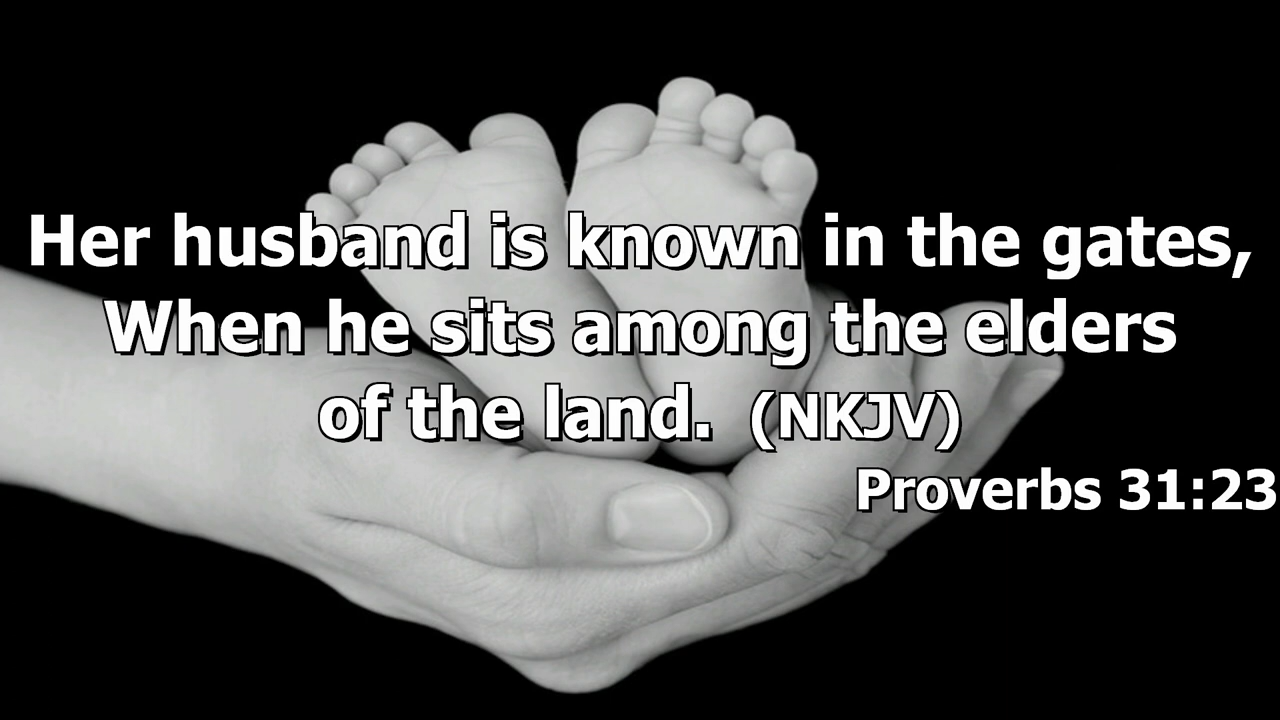 Her husband is known in the gates,
When he sits among the elders
of the land. (NKJV)
Proverbs 31:23